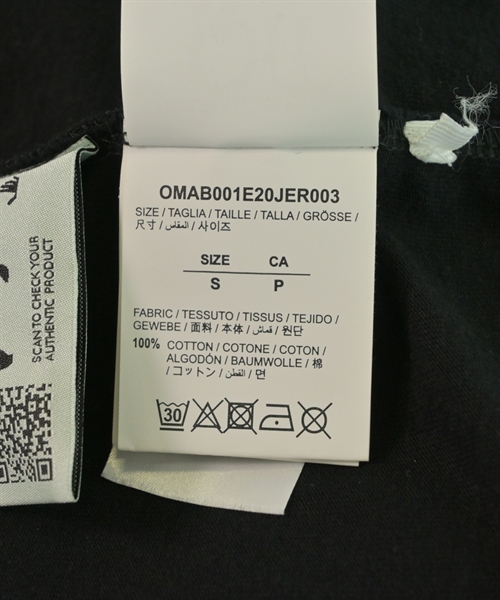 OMAB001E20JER003
SIZE / TAGLIA / TAILLE / TALLA / GRÖSSE /
尺寸 / المقاس / 사이즈
SIZE CA
S P
FABRIC / TESSUTO / TISSUS / TEJIDO /
GEWEBE / 面料 / 本体 / قماش / 원단
100% COTTON / COTONE / COTON /
ALGODÓN / BAUMWOLLE / 棉
/ コットン / القطن / 면
30
SCAN TO CHECK YOUR
AUTHENTIC PRODUCT